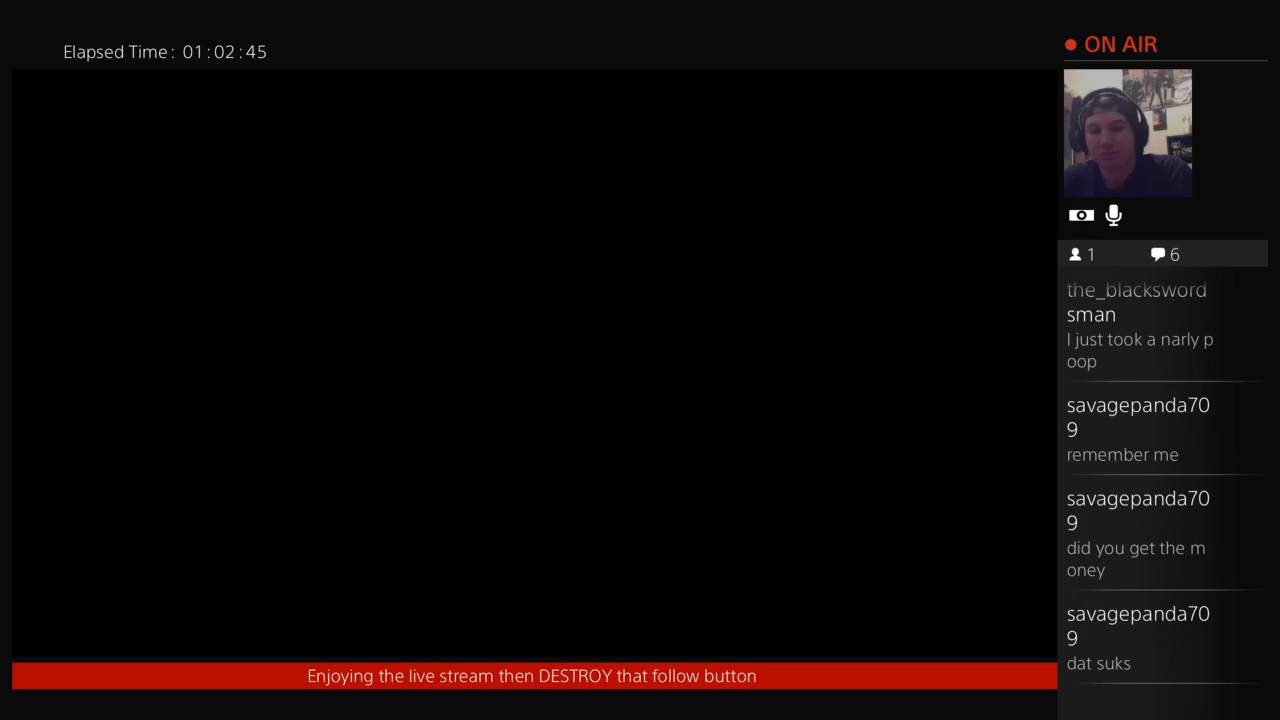 Elapsed Time: 01:02:45
ON AIR
1
6
the_blacksword
sman
I just took a narly p
oop
savagepanda70
9
remember me
savagepanda70
9
did you get the m
oney
savagepanda70
9
dat suks
Enjoying the live stream then DESTROY that follow button